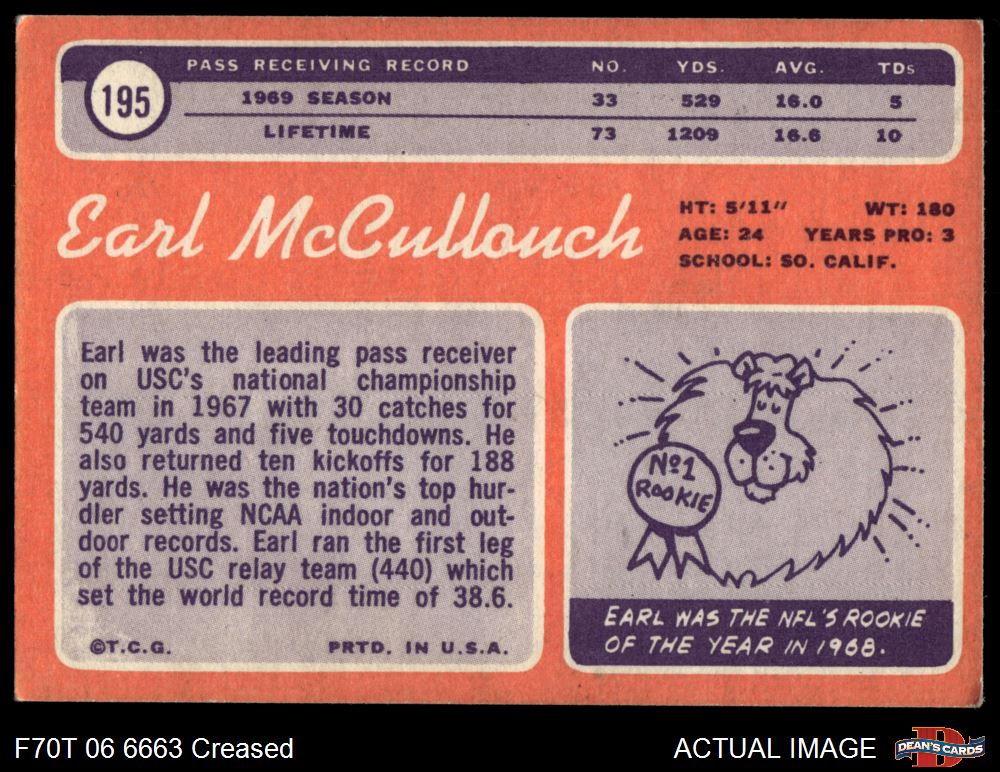 195
PASS RECEIVING RECORD NO. YDS. AVG. TDs
1969 SEASON 33 529 16.0 5
LIFETIME 73 1209 16.6 10
Earl McCullouch
HT: 5'11" WT: 180
AGE: 24 YEARS PRO: 3
SCHOOL: SO. CALIF.
Earl was the leading pass receiver
on USC's national championship
team in 1967 with 30 catches for
540 yards and five touchdowns. He
also returned ten kickoffs for 188
yards. He was the nation's top hur-
dler setting NCAA indoor and out-
door records. Earl ran the first leg
of the USC relay team (440) which
set the world record time of 38.6.
©T.C.G. PRTD. IN U.S.A.
Nº1
ROOKIE
EARL WAS THE NFL'S ROOKIE
OF THE YEAR IN 1968.
F70T 06 6663 Creased
ACTUAL IMAGE
DEAN'S CARDS